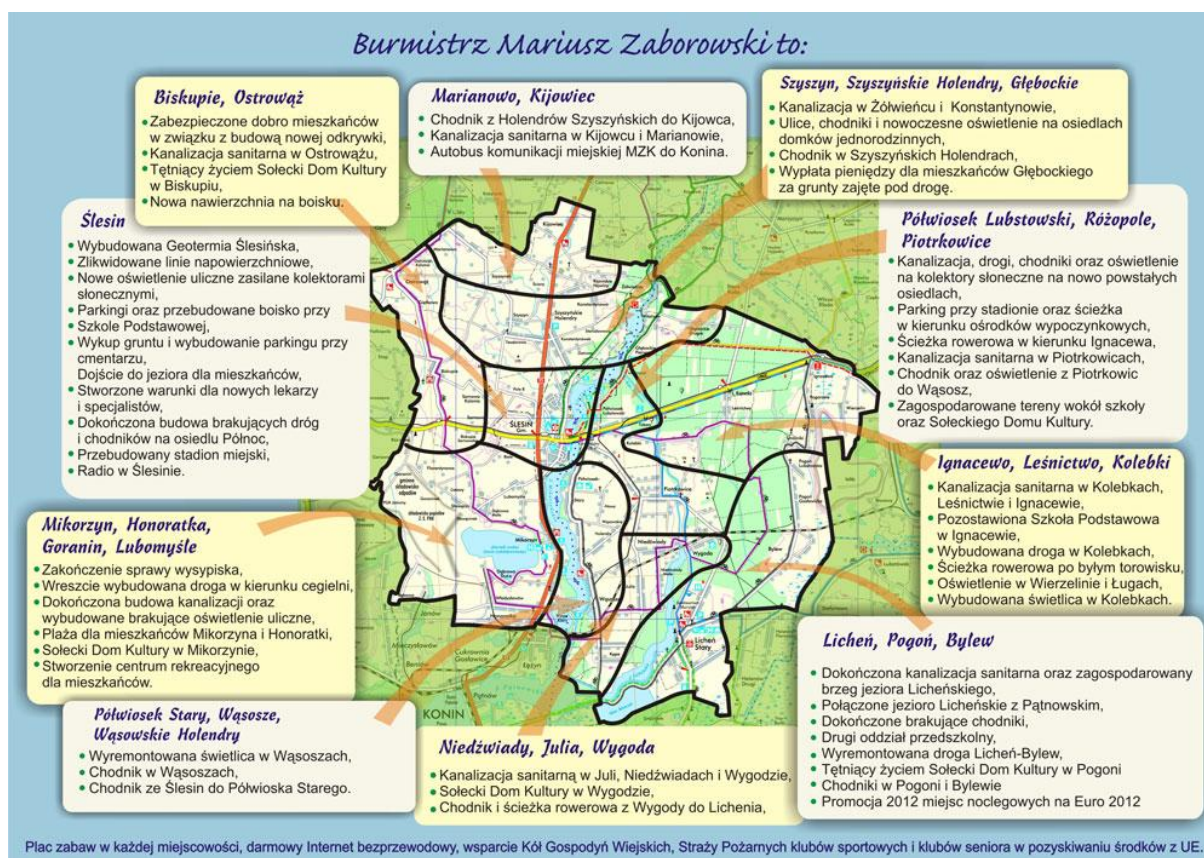 Burmistrz Mariusz Zaborowski to:
Biskupie, Ostrowąż
Zabezpieczone dobro mieszkańców
w związku z budową nowej odkrywki,
Kanalizacja sanitarna w Ostrowążu,
Tętniący życiem Sołecki Dom Kultury
w Biskupiu,
Nowa nawierzchnia na boisku.
Marianowo, Kijowiec
Chodnik z Holendrów Szyszyńskich do Kijowca,
Kanalizacja sanitarna w Kijowcu i Marianowie,
Autobus komunikacji miejskiej MZK do Konina.
Szyszyn, Szyszyńskie Holendry, Głębockie
Kanalizacja w Żółwieńcu i Konstantynowie,
Ulice, chodniki i nowoczesne oświetlenie na osiedlach
domków jednorodzinnych,
Chodnik w Szyszyńskich Holendrach,
Wypłata pieniędzy dla mieszkańców Głębockiego
za grunty zajęte pod drogę.
Ślesin
Wybudowana Geotermia Ślesińska,
Zlikwidowane linie napowierzchniowe,
Nowe oświetlenie uliczne zasilane kolektorami
słonecznymi,
Parkingi oraz przebudowane boisko przy
Szkole Podstawowej,
Wykup gruntu i wybudowanie parkingu przy
cmentarzu,
Dojście do jeziora dla mieszkańców,
Stworzone warunki dla nowych lekarzy
i specjalistów,
Dokończona budowa brakujących dróg
i chodników na osiedlu Północ,
Przebudowany stadion miejski,
Radio w Ślesinie.
Półwiosek Lubstowski, Różopole,
Piotrkowice
Kanalizacja, drogi, chodniki oraz oświetlenie
na kolektory słoneczne na nowo powstałych
osiedlach,
Parking przy stadionie oraz ścieżka
w kierunku ośrodków wypoczynkowych,
Ścieżka rowerowa w kierunku Ignacewa,
Kanalizacja sanitarna w Piotrkowicach,
Chodnik oraz oświetlenie z Piotrkowic
do Wąsosz,
Zagospodarowane tereny wokół szkoły
oraz Sołeckiego Domu Kultury.
Ignacewo, Leśnictwo, Kolebki
Kanalizacja sanitarna w Kolebkach,
Leśnictwie i Ignacewie,
Pozostawiona Szkoła Podstawowa
w Ignacewie,
Wybudowana droga w Kolebkach,
Ścieżka rowerowa po byłym torowisku,
Oświetlenie w Wierzelinie i Ługach,
Wybudowana świetlica w Kolebkach.
Mikorzyn, Honoratka,
Goranin, Lubomyśle
Zakończenie sprawy wysypiska,
Wreszcie wybudowana droga w kierunku cegielni,
Dokończona budowa kanalizacji oraz
wybudowane brakujące oświetlenie uliczne,
Plaża dla mieszkańców Mikorzyna i Honoratki,
Sołecki Dom Kultury w Mikorzynie,
Stworzenie centrum rekreacyjnego
dla mieszkańców.
Licheń, Pogoń, Bylew
Dokończona kanalizacja sanitarna oraz zagospodarowany
brzeg jeziora Licheńskiego,
Połączone jezioro Licheńskie z Pątnowskim,
Dokończone brakujące chodniki,
Drugi oddział przedszkolny,
Wyremontowana droga Licheń-Bylew,
Tętniący życiem Sołecki Dom Kultury w Pogoni
Chodniki w Pogoni i Bylewie
Promocja 2012 miejsc noclegowych na Euro 2012
Półwiosek Stary, Wąsosze,
Wąsowskie Holendry
Wyremontowana świetlica w Wąsoszach,
Chodnik w Wąsoszach,
Chodnik ze Ślesin do Półwioska Starego.
Niedźwiady, Julia, Wygoda
Kanalizacja sanitarną w Juli, Niedźwiadach i Wygodzie,
Sołecki Dom Kultury w Wygodzie,
Chodnik i ścieżka rowerowa z Wygody do Lichenia,
Kijowiec
Szyszyńskie
Holendry
ŚLESIN
Mikorzyn
Piotrkowice
Niedźwiady
Wygoda
Bylew
Licheń
Stary
KONIN
Plac zabaw w każdej miejscowości, darmowy Internet bezprzewodowy, wsparcie Kół Gospodyń Wiejskich, Straży Pożarnych klubów sportowych i klubów seniora w pozyskiwaniu środków z UE.